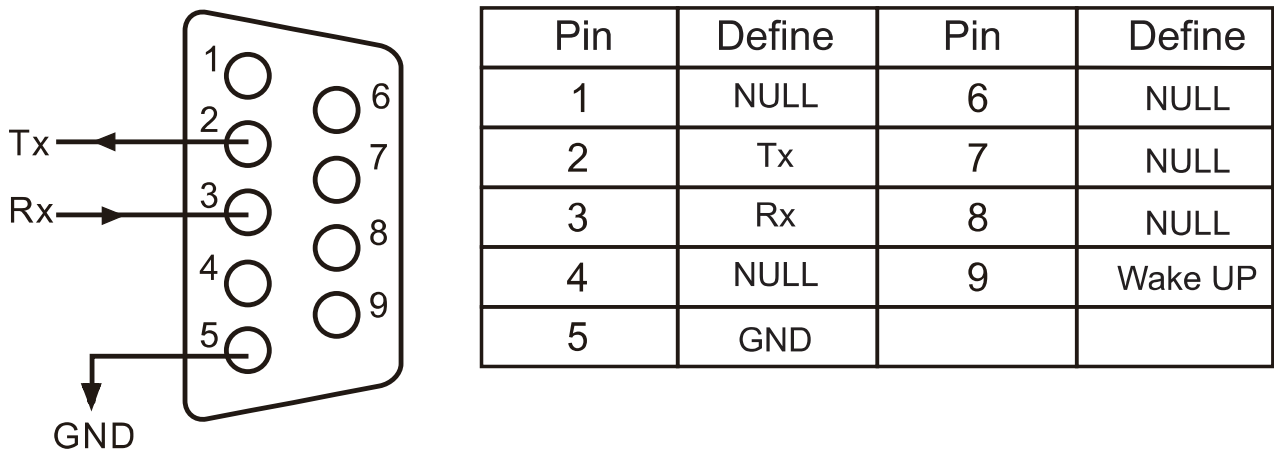 1
6
2
Tx
7
3
Rx
8
4
9
5
GND
Pin Define Pin Define
1 NULL 6 NULL
2 Tx 7 NULL
3 Rx 8 NULL
4 NULL 9 Wake UP
5 GND